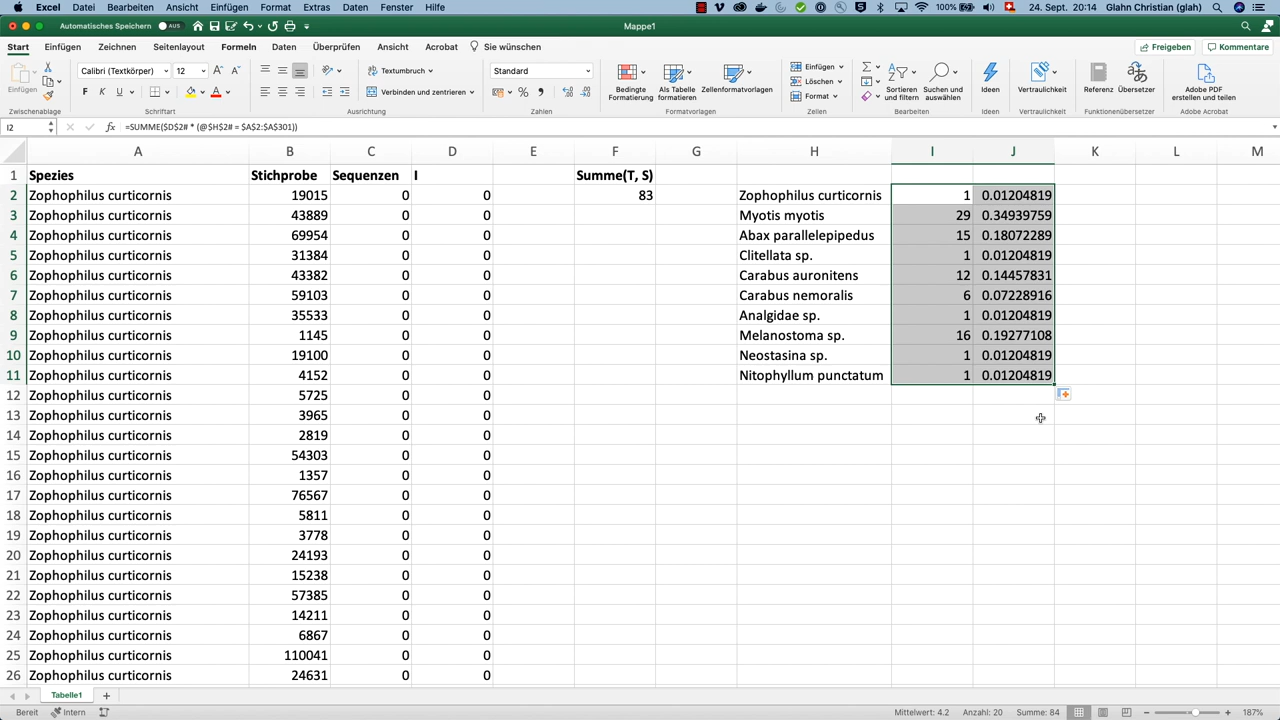 Excel Datei Bearbeiten Ansicht Einfügen Format Extras Daten Fenster Hilfe 100% 24. Sept. 20:14 Glahn Christian (glah)
Automatisches Speichern AUS Mappe1
Start Einfügen Zeichnen Seitenlayout Formeln Daten Überprüfen Ansicht Acrobat Sie wünschen Freigeben Kommentare
Einfügen Calibri (Textkörper) 12 Textumbruch Standard Bedingte Formatierung Als Tabelle formatieren Zellenformatvorlagen Einfügen Sortieren und filtern Suchen und auswählen Ideen Vertraulichkeit Referenz Übersetzer Adobe PDF erstellen und teilen
F K U Verbinden und zentrieren Löschen Format
Zwischenablage Schriftart Ausrichtung Zahlen Formatvorlagen Zellen Bearbeiten Ideen Vertraulichkeit Funktionenübersetzer Adobe Acrobat
I2 fx =SUMME($D$2# * (@$H$2# = $A$2:$A$301))
A B C D E F G H I J K L M
1 Spezies Stichprobe Sequenzen I Summe(T, S)
2 Zophophilus curticornis 19015 0 0 83 Zophophilus curticornis 1 0.01204819
3 Zophophilus curticornis 43889 0 0 Myotis myotis 29 0.34939759
4 Zophophilus curticornis 69954 0 0 Abax parallelepipedus 15 0.18072289
5 Zophophilus curticornis 31384 0 0 Clitellata sp. 1 0.01204819
6 Zophophilus curticornis 43382 0 0 Carabus auronitens 12 0.14457831
7 Zophophilus curticornis 59103 0 0 Carabus nemoralis 6 0.07228916
8 Zophophilus curticornis 35533 0 0 Analgidae sp. 1 0.01204819
9 Zophophilus curticornis 1145 0 0 Melanostoma sp. 16 0.19277108
10 Zophophilus curticornis 19100 0 0 Neostasina sp. 1 0.01204819
11 Zophophilus curticornis 4152 0 0 Nitophyllum punctatum 1 0.01204819
12 Zophophilus curticornis 5725 0 0
13 Zophophilus curticornis 3965 0 0
14 Zophophilus curticornis 2819 0 0
15 Zophophilus curticornis 54303 0 0
16 Zophophilus curticornis 1357 0 0
17 Zophophilus curticornis 76567 0 0
18 Zophophilus curticornis 5811 0 0
19 Zophophilus curticornis 3778 0 0
20 Zophophilus curticornis 24193 0 0
21 Zophophilus curticornis 15238 0 0
22 Zophophilus curticornis 57385 0 0
23 Zophophilus curticornis 14211 0 0
24 Zophophilus curticornis 6867 0 0
25 Zophophilus curticornis 110041 0 0
26 Zophophilus curticornis 24631 0 0
Tabelle1
Bereit Intern Mittelwert: 4.2 Anzahl: 20 Summe: 84 187%